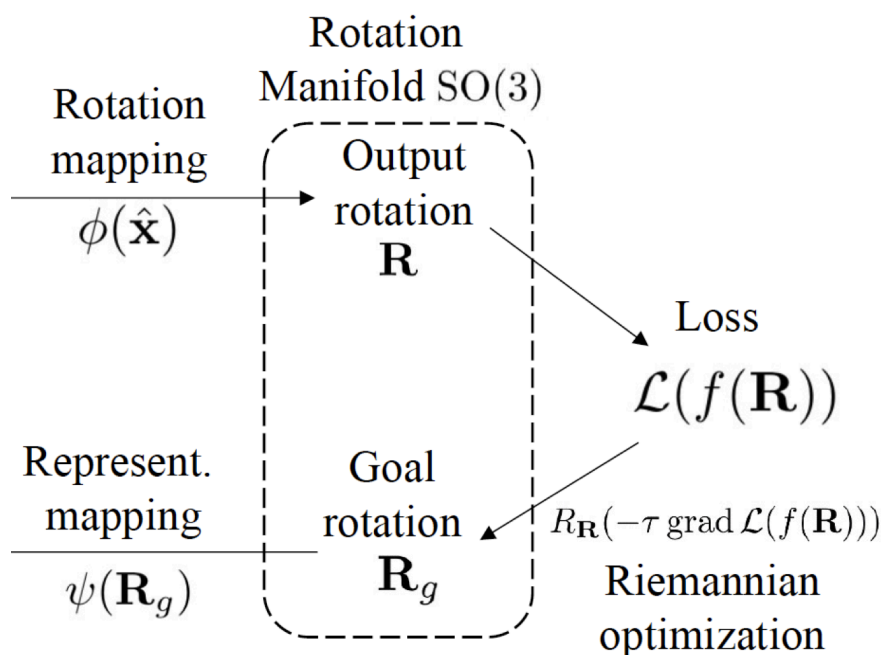 Rotation
Manifold SO(3)
Rotation
mapping
ϕ(x̂)
Output
rotation
R
Loss
ℒ(f(R))
Represent.
mapping
ψ(R_g)
Goal
rotation
R_g
R_R(−τ grad ℒ(f(R)))
Riemannian
optimization